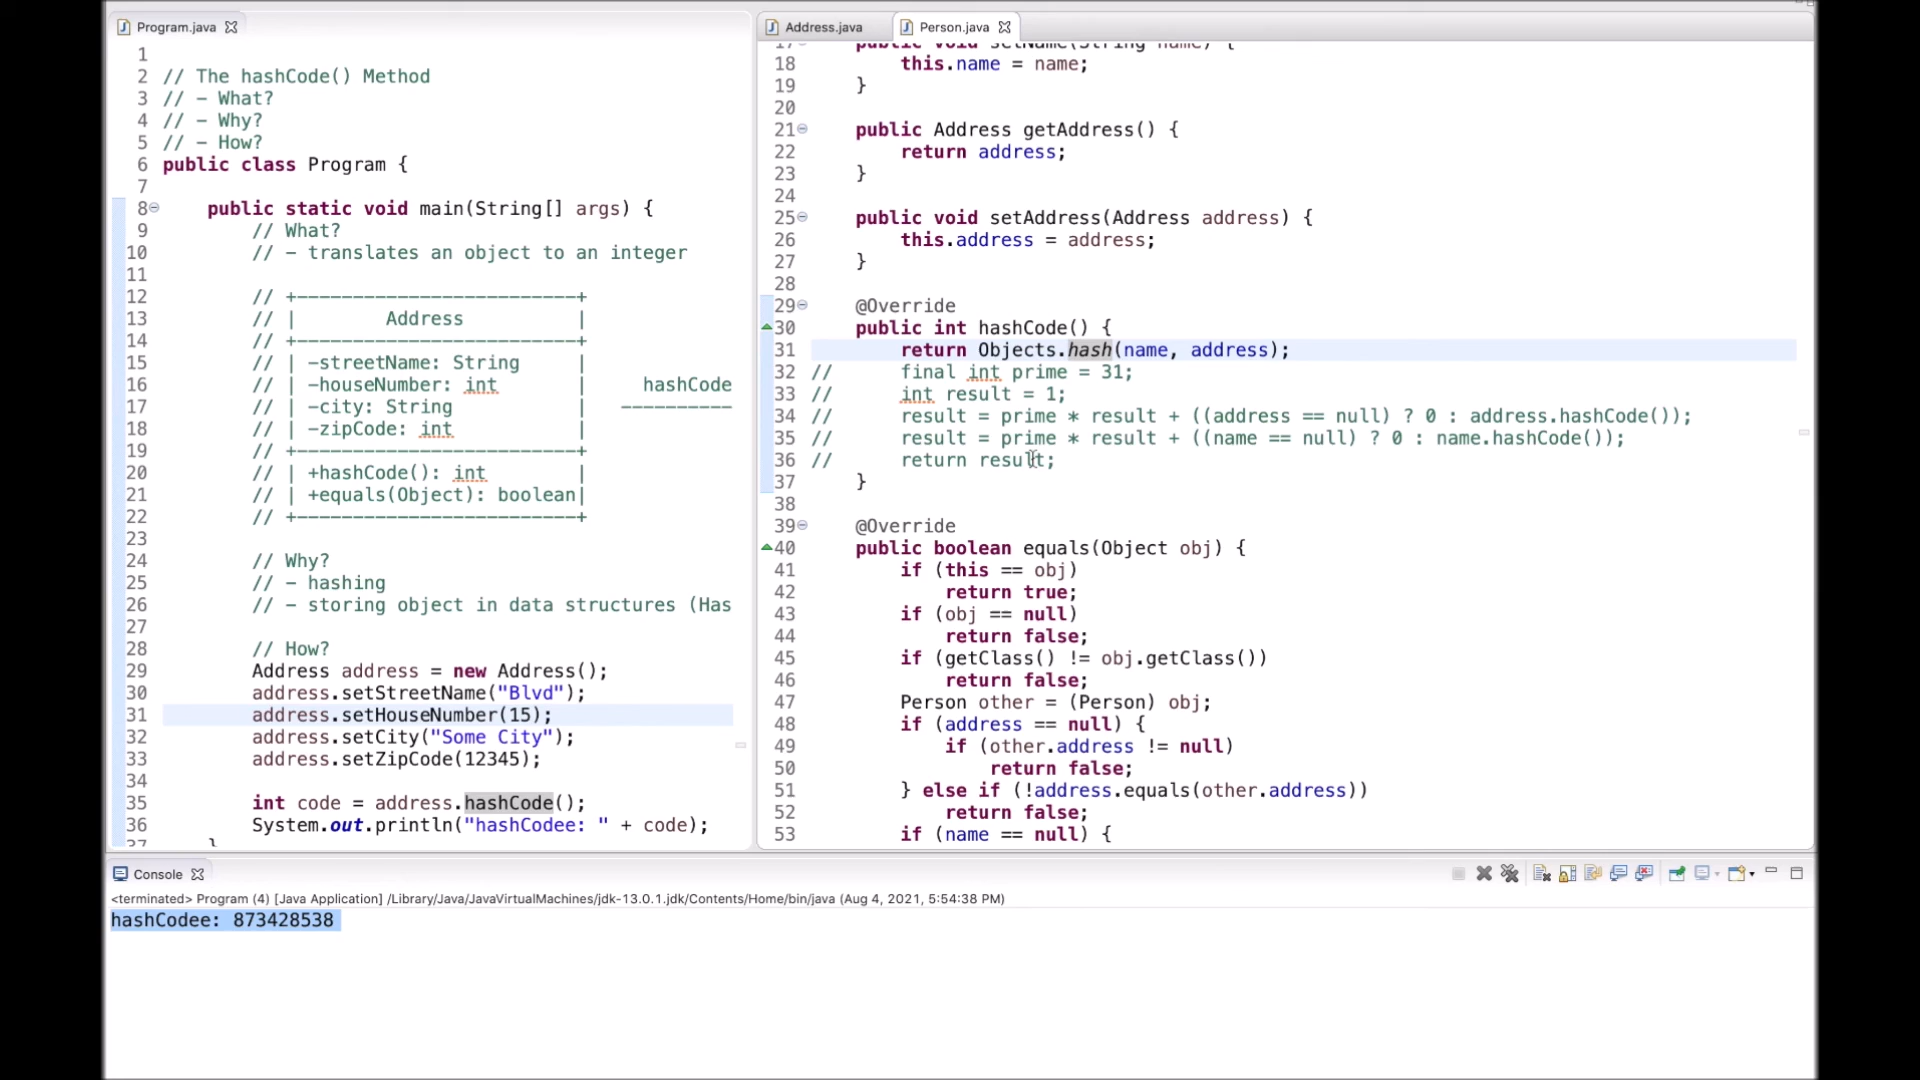 Program.java
1
2 // The hashCode() Method
3 // - What?
4 // - Why?
5 // - How?
6 public class Program {
7
8 public static void main(String[] args) {
9 // What?
10 // - translates an object to an integer
11
12 // +--------------------------+
13 // | Address |
14 // +--------------------------+
15 // | -streetName: String |
16 // | -houseNumber: int | hashCode
17 // | -city: String | ----------
18 // | -zipCode: int |
19 // +--------------------------+
20 // | +hashCode(): int |
21 // | +equals(Object): boolean|
22 // +--------------------------+
23
24 // Why?
25 // - hashing
26 // - storing object in data structures (Has
27
28 // How?
29 Address address = new Address();
30 address.setStreetName("Blvd");
31 address.setHouseNumber(15);
32 address.setCity("Some City");
33 address.setZipCode(12345);
34
35 int code = address.hashCode();
36 System.out.println("hashCodee: " + code);
37 }
Address.java
Person.java
17 public void setName(String name) {
18 this.name = name;
19 }
20
21 public Address getAddress() {
22 return address;
23 }
24
25 public void setAddress(Address address) {
26 this.address = address;
27 }
28
29 @Override
30 public int hashCode() {
31 return Objects.hash(name, address);
32 // final int prime = 31;
33 // int result = 1;
34 // result = prime * result + ((address == null) ? 0 : address.hashCode());
35 // result = prime * result + ((name == null) ? 0 : name.hashCode());
36 // return result;
37 }
38
39 @Override
40 public boolean equals(Object obj) {
41 if (this == obj)
42 return true;
43 if (obj == null)
44 return false;
45 if (getClass() != obj.getClass())
46 return false;
47 Person other = (Person) obj;
48 if (address == null) {
49 if (other.address != null)
50 return false;
51 } else if (!address.equals(other.address))
52 return false;
53 if (name == null) {
Console
<terminated> Program (4) [Java Application] /Library/Java/JavaVirtualMachines/jdk-13.0.1.jdk/Contents/Home/bin/java (Aug 4, 2021, 5:54:38 PM)
hashCodee: 873428538